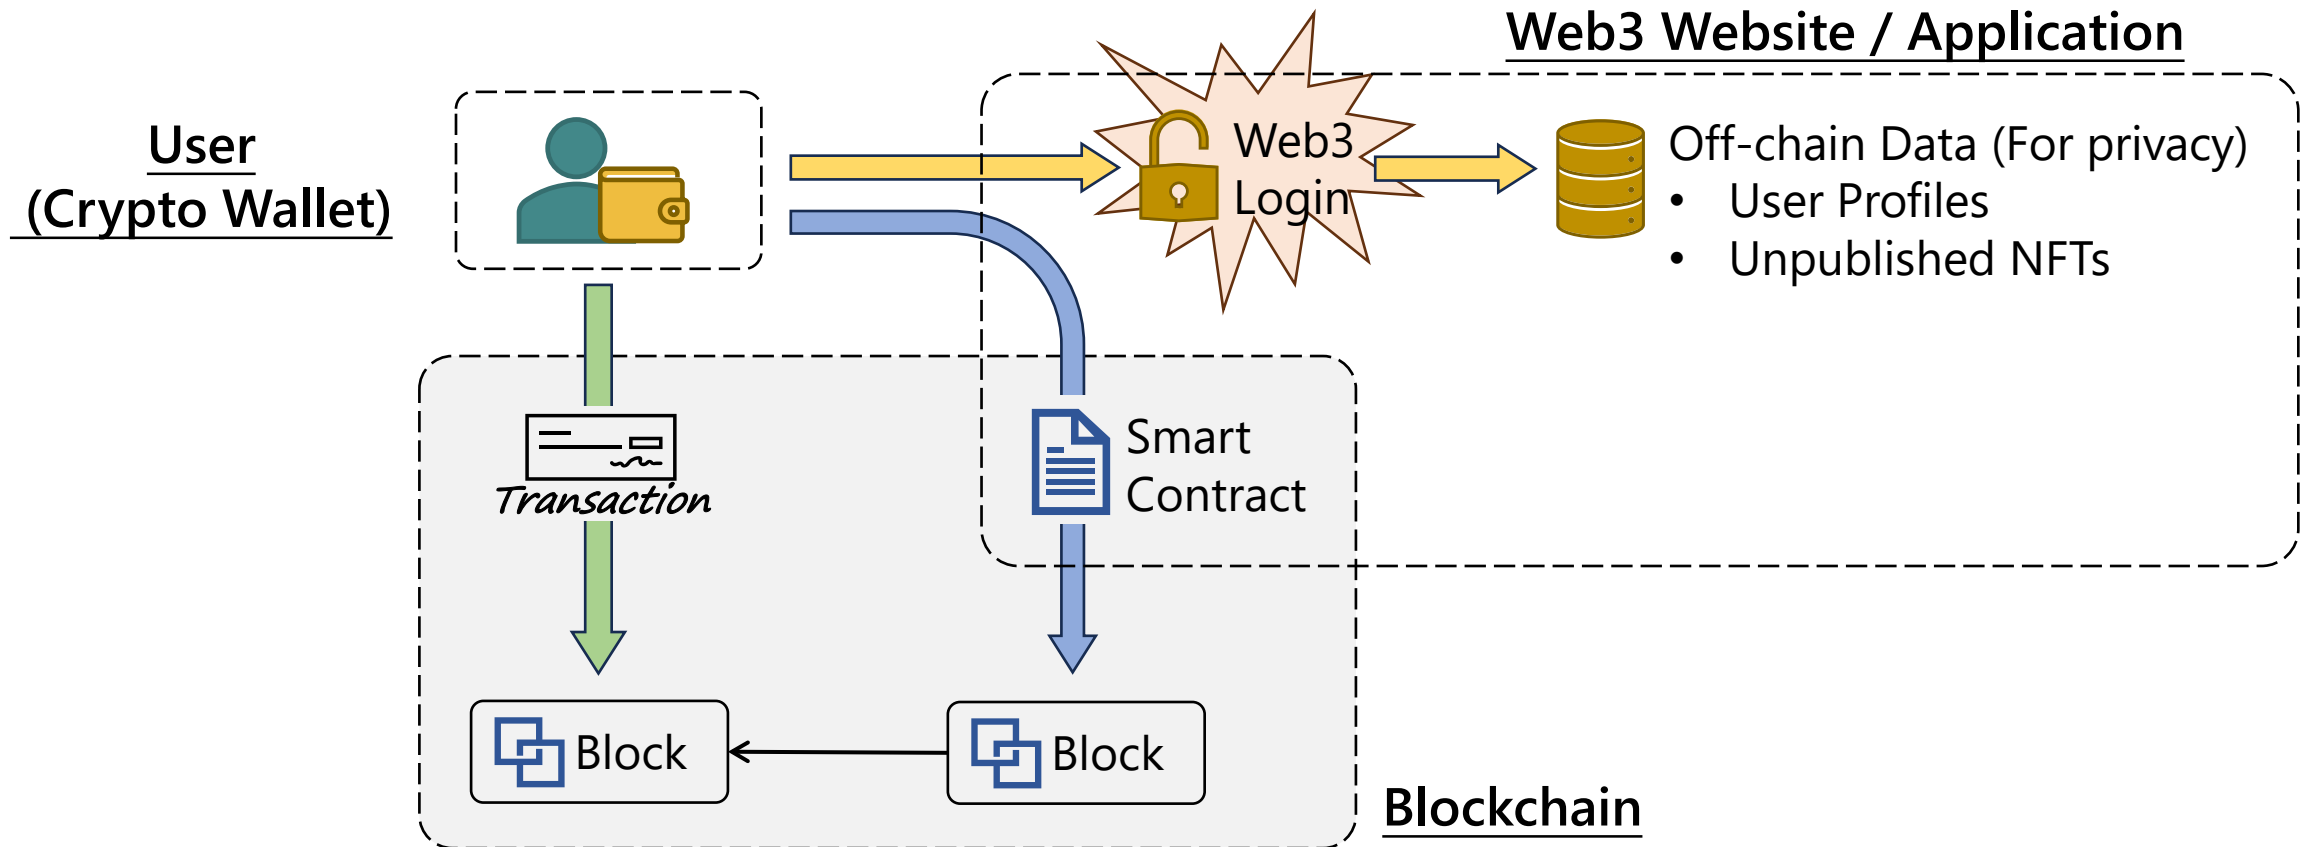 Web3 Website / Application
User
(Crypto Wallet)
Web3
Login
Off-chain Data (For privacy)
• User Profiles
• Unpublished NFTs
Smart
Contract
Transaction
Block
Block
Blockchain